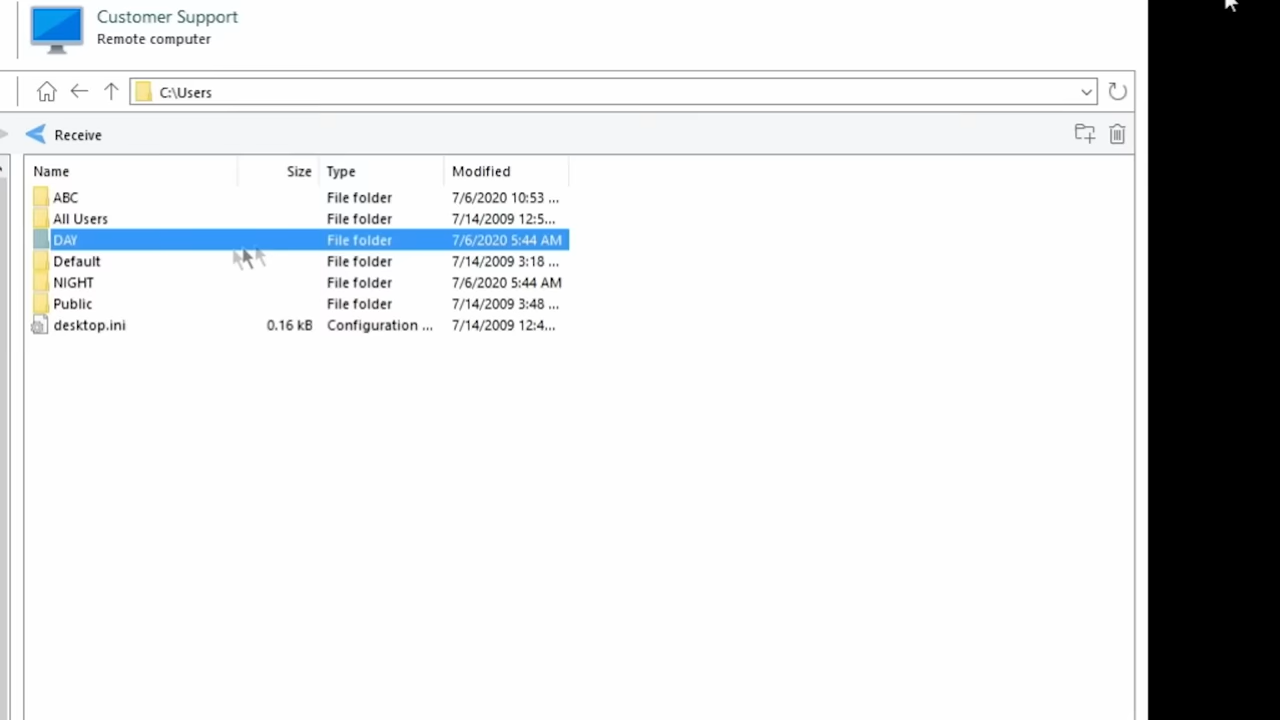 Customer Support
Remote computer
C:\Users
Receive
Name Size Type Modified
ABC File folder 7/6/2020 10:53 ...
All Users File folder 7/14/2009 12:5...
DAY File folder 7/6/2020 5:44 AM
Default File folder 7/14/2009 3:18 ...
NIGHT File folder 7/6/2020 5:44 AM
Public File folder 7/14/2009 3:48 ...
desktop.ini 0.16 kB Configuration ... 7/14/2009 12:4...